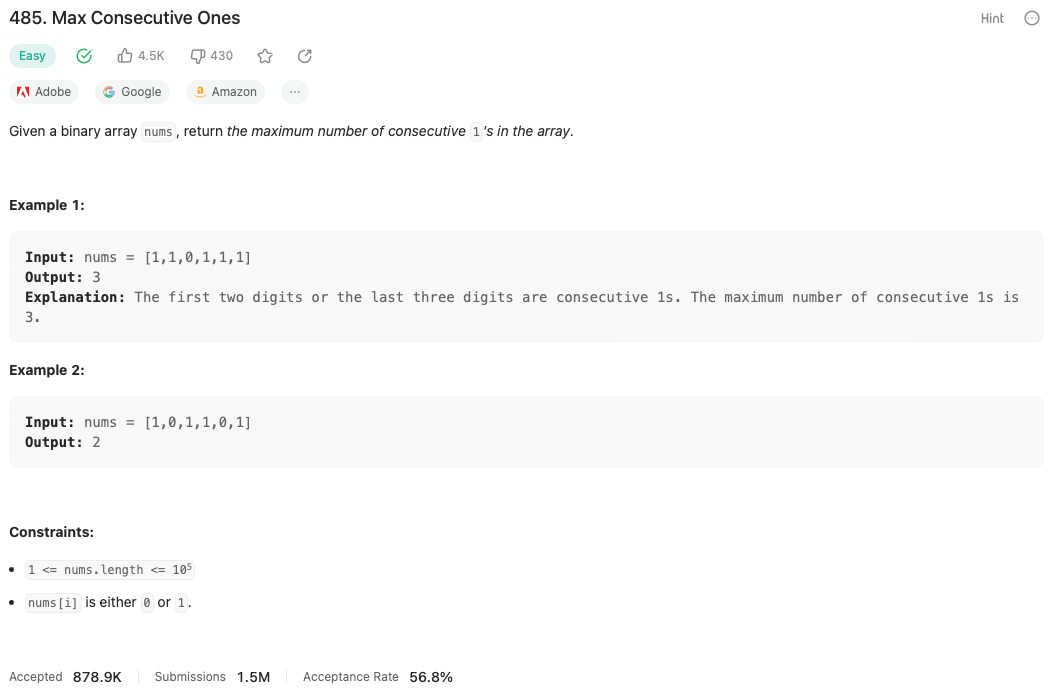 485. Max Consecutive Ones
Hint
Easy
4.5K
430
Adobe
Google
Amazon
...
Given a binary array nums, return the maximum number of consecutive 1's in the array.
Example 1:
Input: nums = [1,1,0,1,1,1]
Output: 3
Explanation: The first two digits or the last three digits are consecutive 1s. The maximum number of consecutive 1s is
3.
Example 2:
Input: nums = [1,0,1,1,0,1]
Output: 2
Constraints:
• 1 <= nums.length <= 10⁵
• nums[i] is either 0 or 1.
Accepted 878.9K Submissions 1.5M Acceptance Rate 56.8%